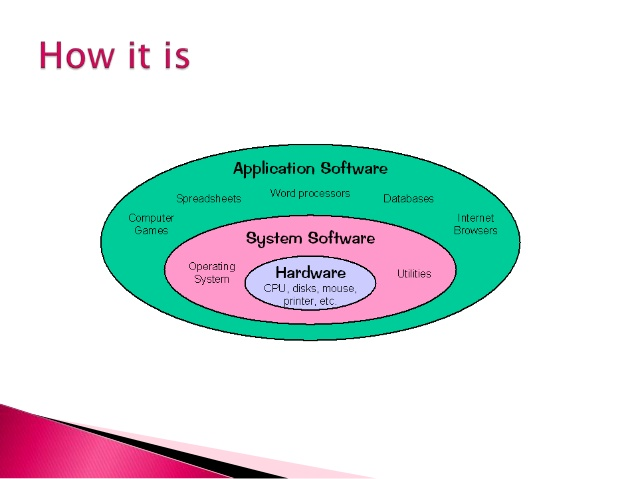 How it is
Application Software
Spreadsheets
Word processors
Databases
Computer
Games
Internet
Browsers
System Software
Operating
System
Utilities
Hardware
CPU, disks, mouse,
printer, etc.